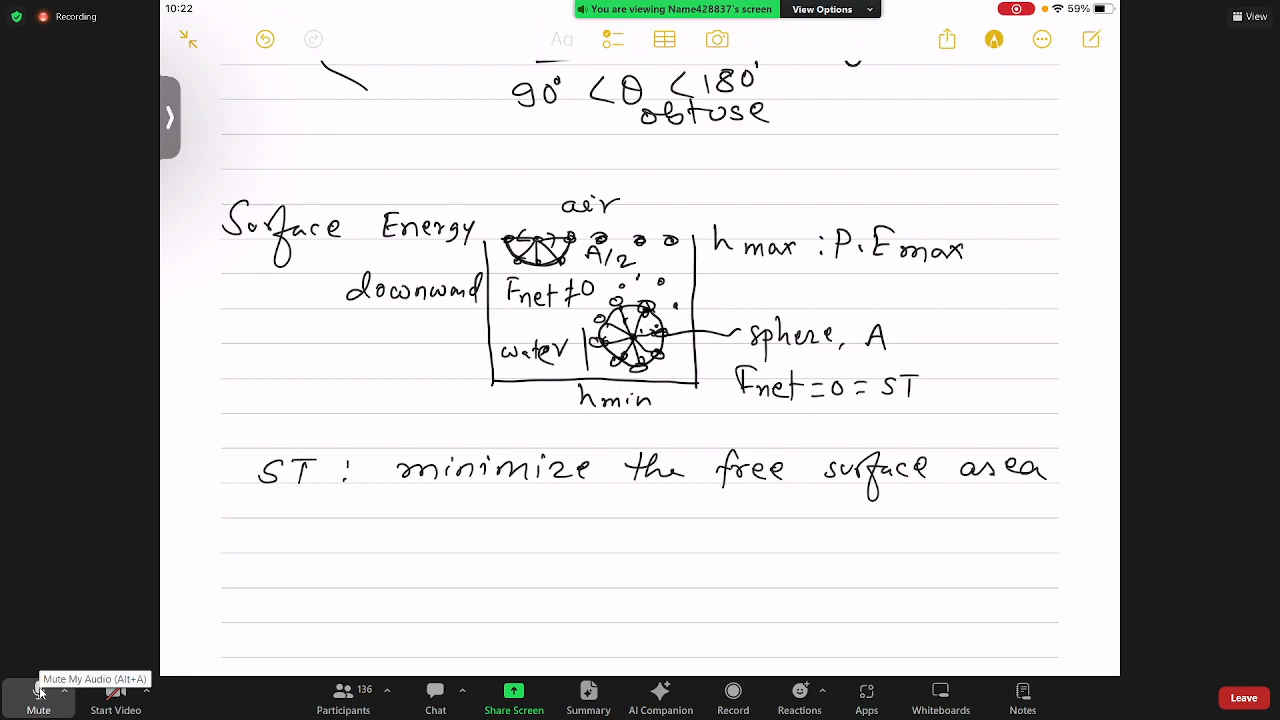 10:22
You are viewing Name428837's screen
View Options
59%
Recording
View
Aa
90° < θ < 180°
obtuse
air
Surface Energy
A/2
h max : P.E max
downward
Fnet ≠ 0
water
sphere, A
Fnet = 0 = ST
h min
ST : minimize the free surface area
Mute My Audio (Alt+A)
Mute
Start Video
136
Participants
Chat
Share Screen
Summary
AI Companion
Record
Reactions
Apps
Whiteboards
Notes
Leave